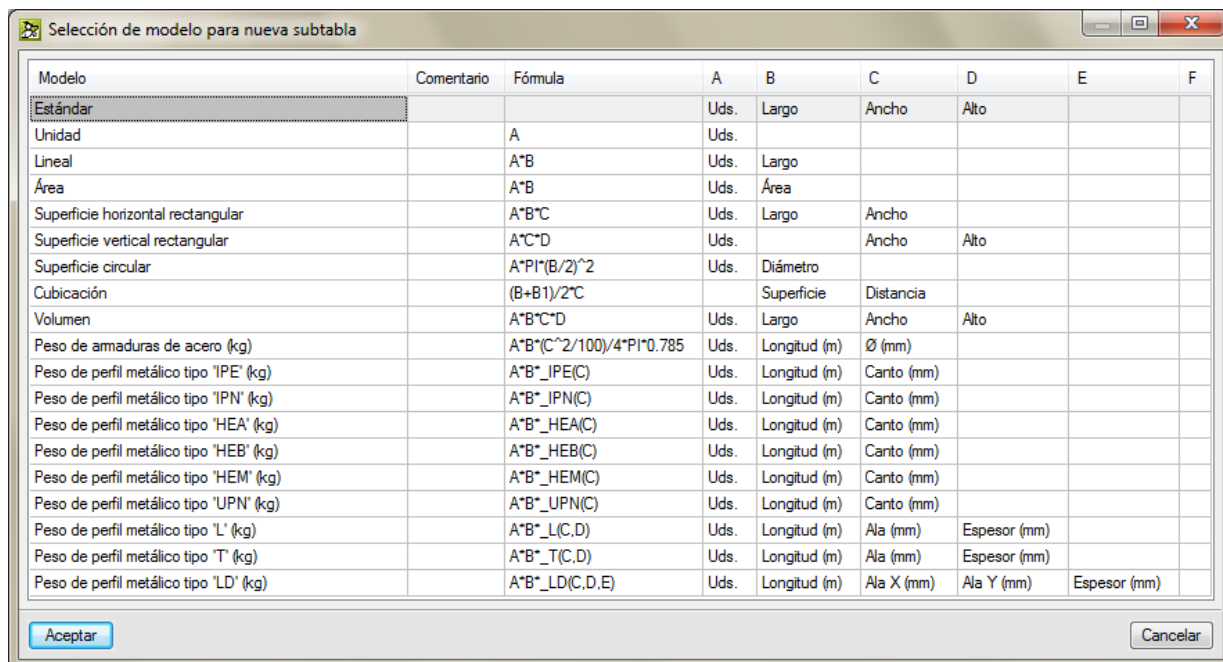 Selección de modelo para nueva subtabla
Modelo Comentario Fórmula A B C D E F
Estándar Uds. Largo Ancho Alto
Unidad A Uds.
Lineal A*B Uds. Largo
Área A*B Uds. Área
Superficie horizontal rectangular A*B*C Uds. Largo Ancho
Superficie vertical rectangular A*C*D Uds. Ancho Alto
Superficie circular A*PI*(B/2)^2 Uds. Diámetro
Cubicación (B+B1)/2*C Superficie Distancia
Volumen A*B*C*D Uds. Largo Ancho Alto
Peso de armaduras de acero (kg) A*B*(C^2/100)/4*PI*0.785 Uds. Longitud (m) Ø (mm)
Peso de perfil metálico tipo 'IPE' (kg) A*B*_IPE(C) Uds. Longitud (m) Canto (mm)
Peso de perfil metálico tipo 'IPN' (kg) A*B*_IPN(C) Uds. Longitud (m) Canto (mm)
Peso de perfil metálico tipo 'HEA' (kg) A*B*_HEA(C) Uds. Longitud (m) Canto (mm)
Peso de perfil metálico tipo 'HEB' (kg) A*B*_HEB(C) Uds. Longitud (m) Canto (mm)
Peso de perfil metálico tipo 'HEM' (kg) A*B*_HEM(C) Uds. Longitud (m) Canto (mm)
Peso de perfil metálico tipo 'UPN' (kg) A*B*_UPN(C) Uds. Longitud (m) Canto (mm)
Peso de perfil metálico tipo 'L' (kg) A*B*_L(C,D) Uds. Longitud (m) Ala (mm) Espesor (mm)
Peso de perfil metálico tipo 'T' (kg) A*B*_T(C,D) Uds. Longitud (m) Ala (mm) Espesor (mm)
Peso de perfil metálico tipo 'LD' (kg) A*B*_LD(C,D,E) Uds. Longitud (m) Ala X (mm) Ala Y (mm) Espesor (mm)
Aceptar Cancelar